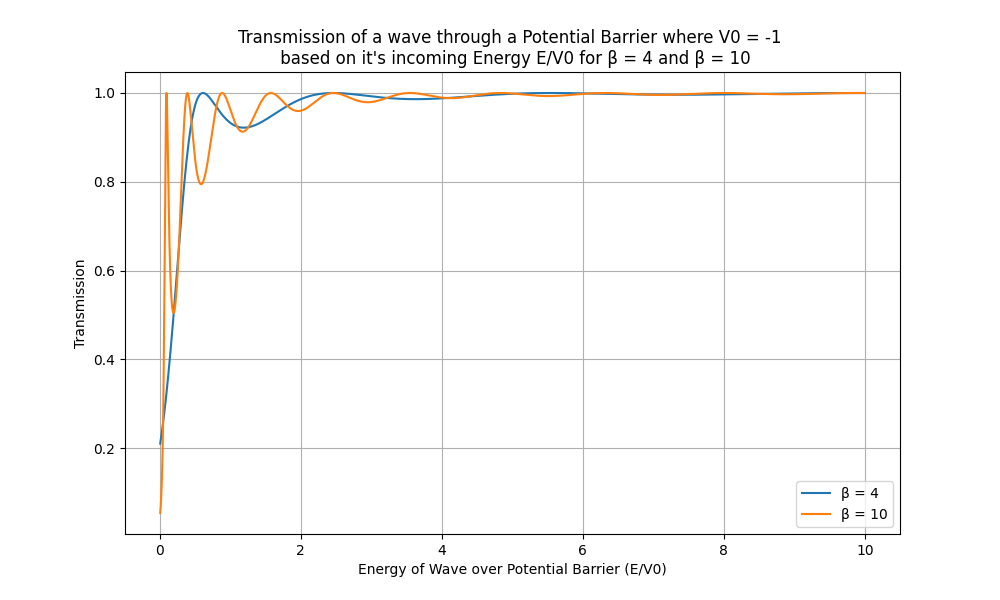 Transmission of a wave through a Potential Barrier where V0 = -1
based on it's incoming Energy E/V0 for β = 4 and β = 10
1.0
0.8
0.6
0.4
0.2
Transmission
0 2 4 6 8 10
Energy of Wave over Potential Barrier (E/V0)
β = 4
β = 10